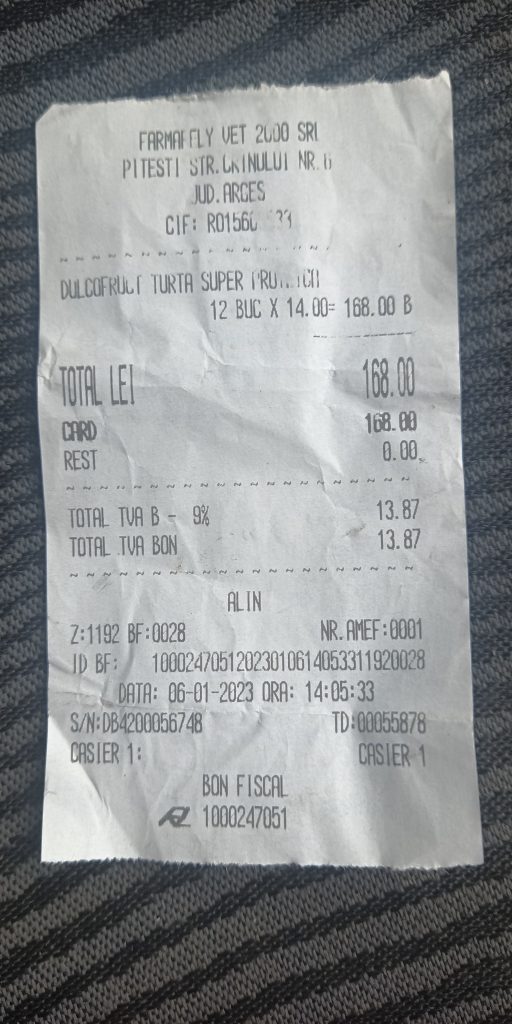 FARMAFLY VET 2000 SRL
PITESTI STR. NR.
JUD.ARGES
CIF:
DULCOFRUCT TURTA SUPER
12 BUC X 14.00= 168.00 B
TOTAL LEI 168.00
CARD 168.00
REST 0.00
TOTAL TVA B - 9% 13.87
TOTAL TVA BON 13.87
ALIN
Z:1192 BF:0028 NR.AMEF:0001
ID BF: 10002470512023010614053311920028
DATA: 06-01-2023 ORA: 14:05:33
S/N:DB4200056748 TD:00055878
CASIER 1: CASIER 1
BON FISCAL
1000247051